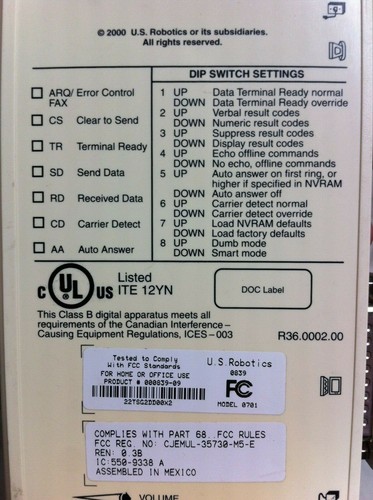 © 2000 U.S. Robotics or its subsidiaries.
All rights reserved.
ARQ/ Error Control
FAX
CS Clear to Send
TR Terminal Ready
SD Send Data
RD Received Data
CD Carrier Detect
AA Auto Answer
DIP SWITCH SETTINGS
1 UP Data Terminal Ready normal
DOWN Data Terminal Ready override
2 UP Verbal result codes
DOWN Numeric result codes
3 UP Suppress result codes
DOWN Display result codes
4 UP Echo offline commands
DOWN No echo, offline commands
5 UP Auto answer on first ring, or
higher if specified in NVRAM
DOWN Auto answer off
6 UP Carrier detect normal
DOWN Carrier detect override
7 UP Load NVRAM defaults
DOWN Load factory defaults
8 UP Dumb mode
DOWN Smart mode
C UL US
Listed
ITE 12YN
DOC Label
This Class B digital apparatus meets all
requirements of the Canadian Interference–
Causing Equipment Regulations, ICES–003
R36.0002.00
Tested to Comply
With FCC Standards
FOR HOME OR OFFICE USE
PRODUCT # 000839-09
22TSG2DD00X2
U.S.Robotics
0839
FC
MODEL 0701
COMPLIES WITH PART 68, FCC RULES
FCC REG. NO: CJEMUL-35730-M5-E
REN: 0.3B
IC:550-9338 A
ASSEMBLED IN MEXICO
VOLUME